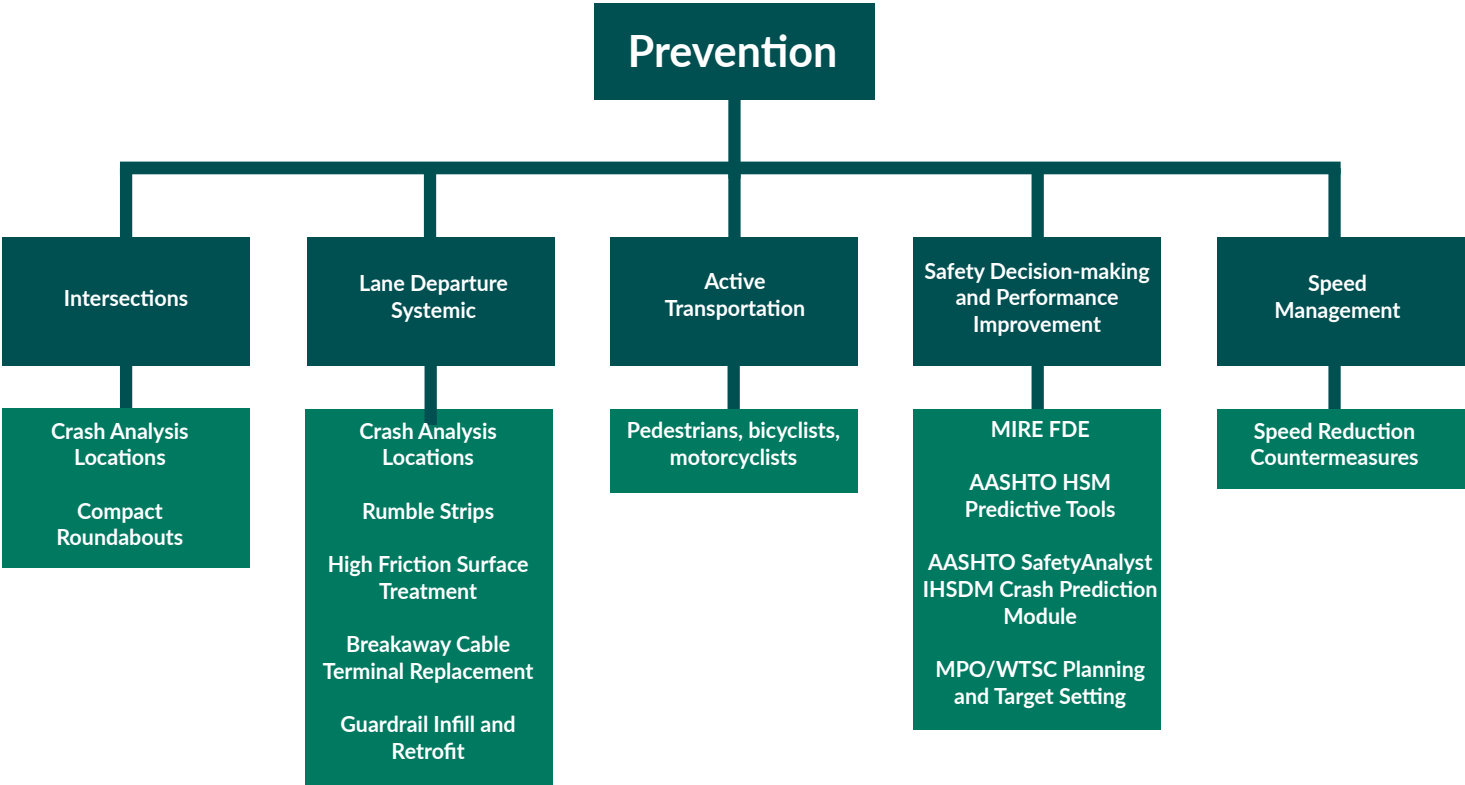 Prevention
Intersections
Crash Analysis
Locations
Compact
Roundabouts
Lane Departure
Systemic
Crash Analysis
Locations
Rumble Strips
High Friction Surface
Treatment
Breakaway Cable
Terminal Replacement
Guardrail Infill and
Retrofit
Active
Transportation
Pedestrians, bicyclists,
motorcyclists
Safety Decision-making
and Performance
Improvement
MIRE FDE
AASHTO HSM
Predictive Tools
AASHTO SafetyAnalyst
IHSDM Crash Prediction
Module
MPO/WTSC Planning
and Target Setting
Speed
Management
Speed Reduction
Countermeasures